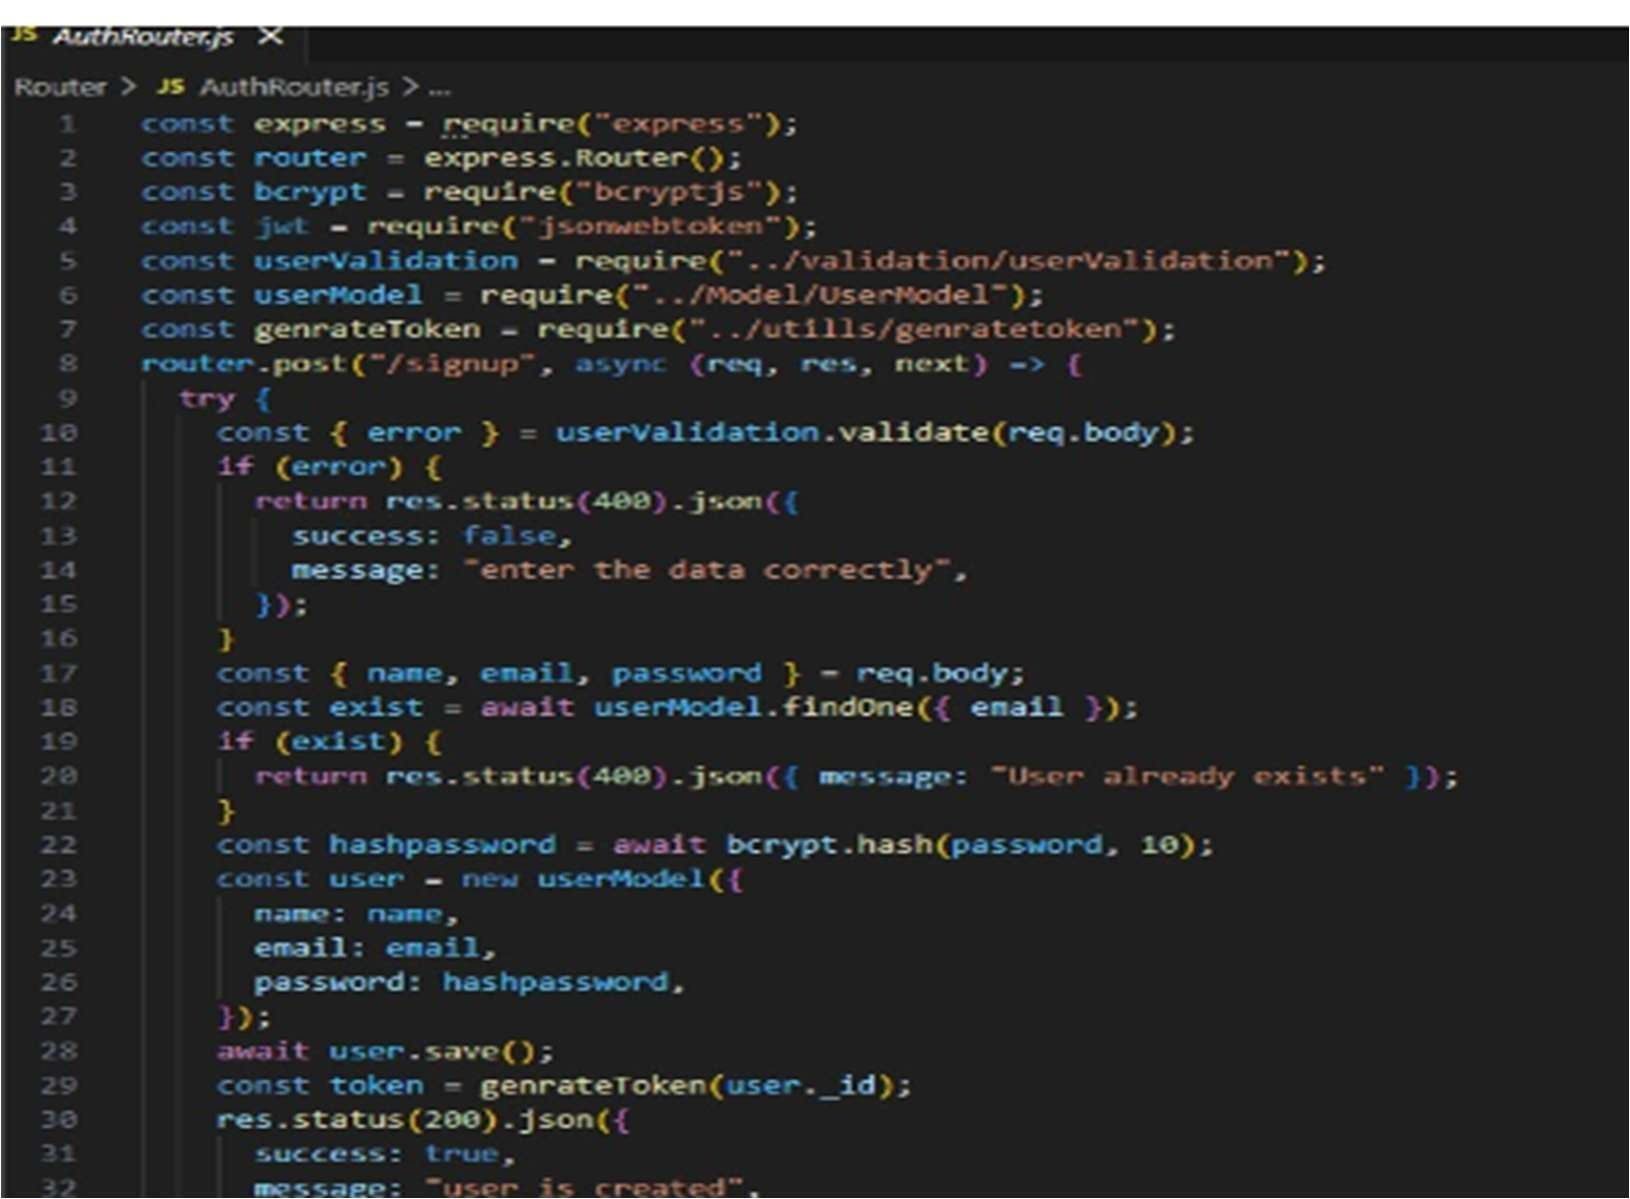 JS AuthRouter.js X
Router > JS AuthRouter.js > ...
1 const express = require("express");
2 const router = express.Router();
3 const bcrypt = require("bcryptjs");
4 const jwt = require("jsonwebtoken");
5 const userValidation = require("../validation/userValidation");
6 const userModel = require("../Model/UserModel");
7 const genrateToken = require("../utills/genratetoken");
8 router.post("/signup", async (req, res, next) => {
9 try {
10 const { error } = userValidation.validate(req.body);
11 if (error) {
12 return res.status(400).json({
13 success: false,
14 message: "enter the data correctly",
15 });
16 }
17 const { name, email, password } = req.body;
18 const exist = await userModel.findOne({ email });
19 if (exist) {
20 return res.status(400).json({ message: "User already exists" });
21 }
22 const hashpassword = await bcrypt.hash(password, 10);
23 const user = new userModel({
24 name: name,
25 email: email,
26 password: hashpassword,
27 });
28 await user.save();
29 const token = genrateToken(user._id);
30 res.status(200).json({
31 success: true,
32 message: "user is created",